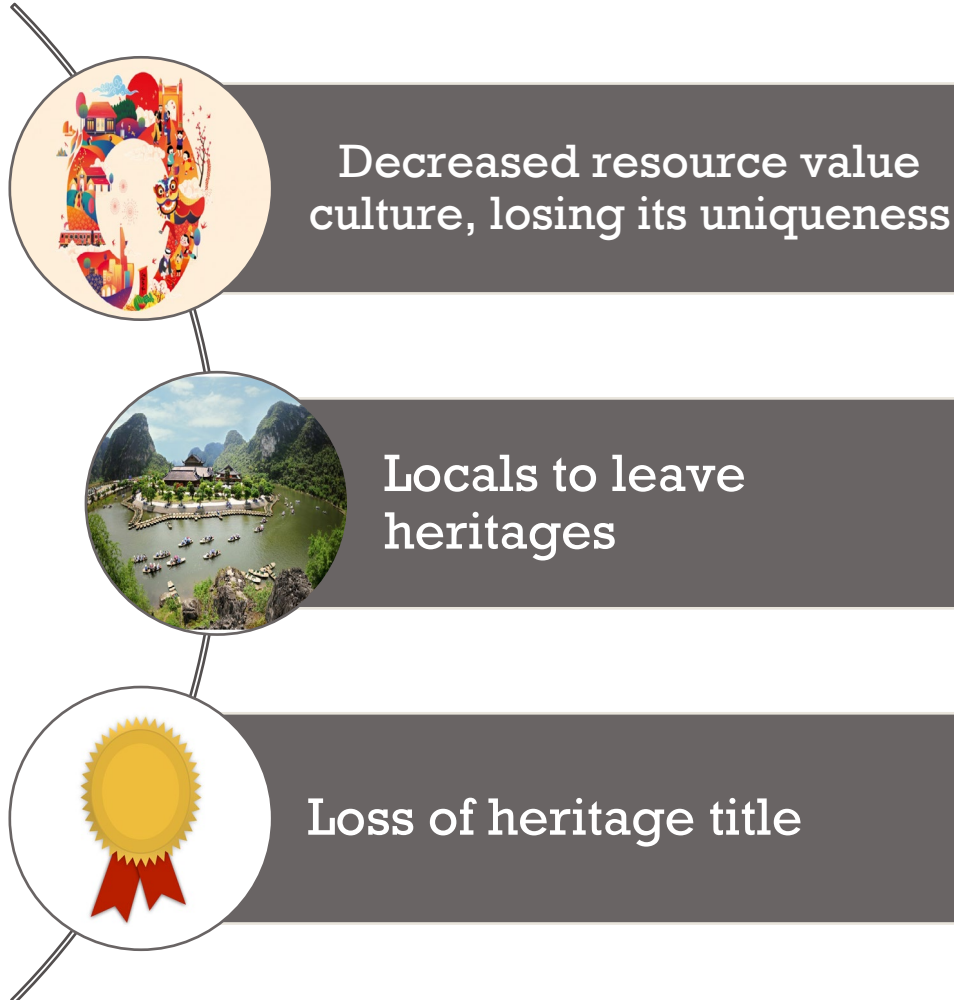 Decreased resource value
culture, losing its uniqueness
Locals to leave
heritages
Loss of heritage title